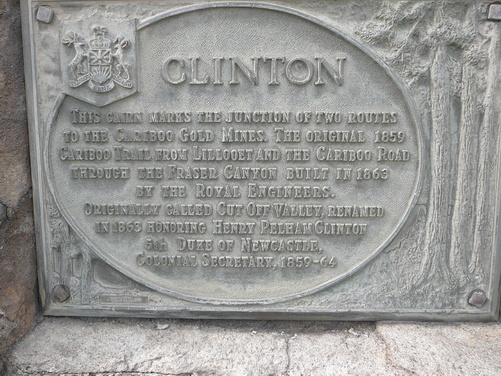 CLINTON
THIS CAIRN MARKS THE JUNCTION OF TWO ROUTES
TO THE CARIBOO GOLD MINES. THE ORIGINAL 1859
CARIBOO TRAIL FROM LILLOOET AND THE CARIBOO ROAD
THROUGH THE FRASER CANYON BUILT IN 1863
BY THE ROYAL ENGINEERS.
ORIGINALLY CALLED CUT OFF VALLEY, RENAMED
IN 1863 HONORING HENRY PELHAM CLINTON
5TH DUKE OF NEWCASTLE,
COLONIAL SECRETARY, 1859-64